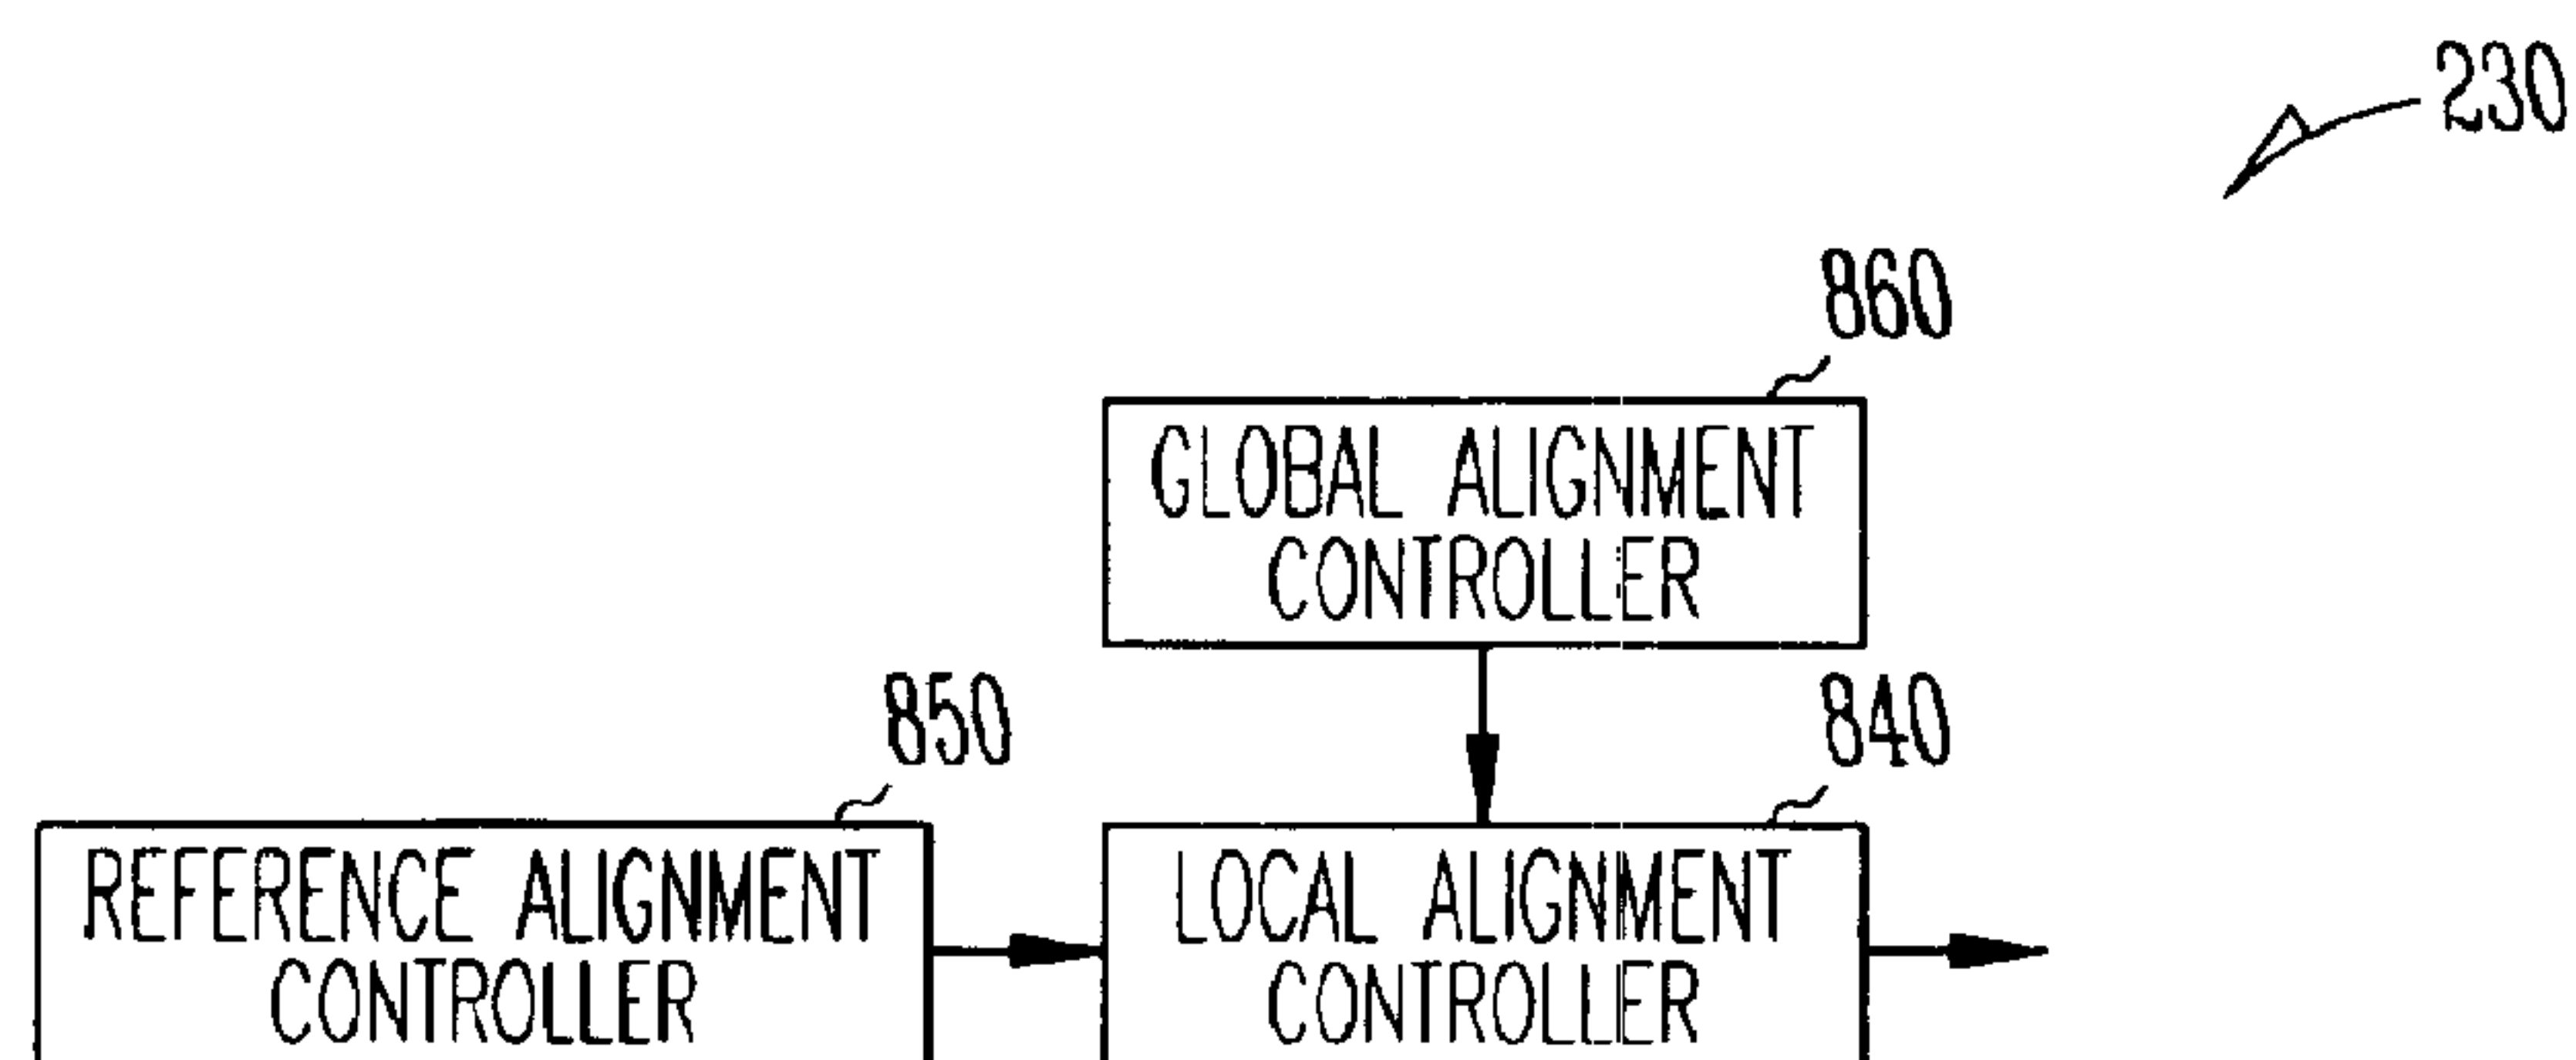 230
860
GLOBAL ALIGNMENT
CONTROLLER
850
840
REFERENCE ALIGNMENT
CONTROLLER
LOCAL ALIGNMENT
CONTROLLER